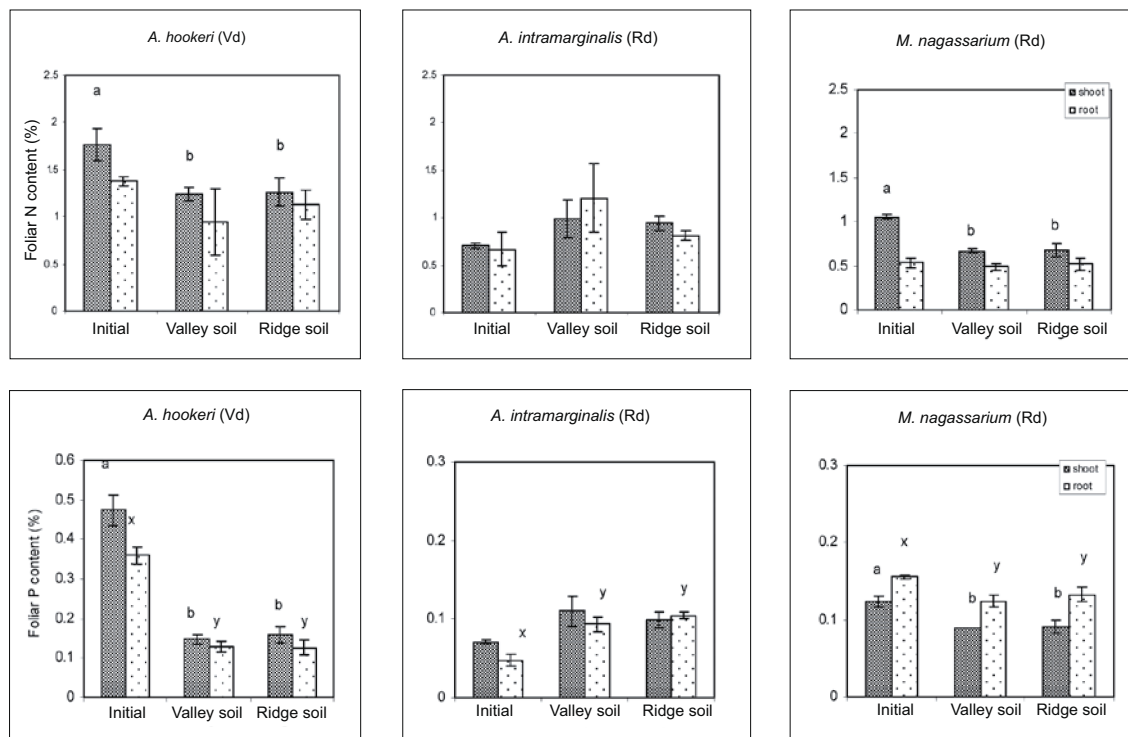 A. hookeri (Vd)
Foliar N content (%)
2.5
2
1.5
1
0.5
0
a
b
b
Initial Valley soil Ridge soil
A. intramarginalis (Rd)
2.5
2
1.5
1
0.5
0
Initial Valley soil Ridge soil
M. nagassarium (Rd)
2.5
2
1.5
1
0.5
0
shoot
root
a
b
b
Initial Valley soil Ridge soil
A. hookeri (Vd)
Foliar P content (%)
0.6
0.5
0.4
0.3
0.2
0.1
0
a
x
b
y
b
y
Initial Valley soil Ridge soil
A. intramarginalis (Rd)
0.3
0.2
0.1
0
x
y
y
Initial Valley soil Ridge soil
M. nagassarium (Rd)
0.3
0.2
0.1
0
shoot
root
a
x
b
y
b
y
Initial Valley soil Ridge soil